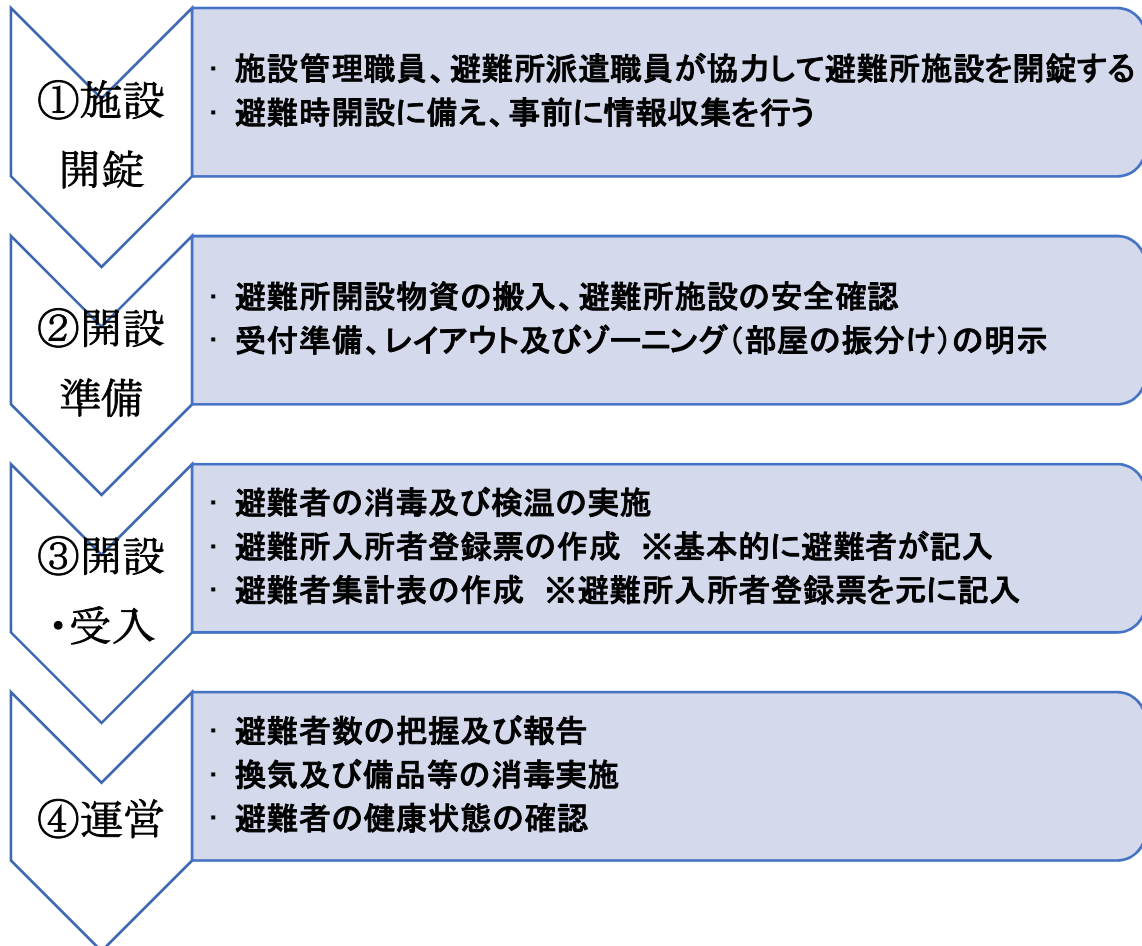 ①施設
開錠
・施設管理職員、避難所派遣職員が協力して避難所施設を開錠する
・避難時開設に備え、事前に情報収集を行う
②開設
準備
・避難所開設物資の搬入、避難所施設の安全確認
・受付準備、レイアウト及びゾーニング(部屋の振分け)の明示
③開設
・受入
・避難者の消毒及び検温の実施
・避難所入所者登録票の作成　※基本的に避難者が記入
・避難者集計表の作成　※避難所入所者登録票を元に記入
④運営
・避難者数の把握及び報告
・換気及び備品等の消毒実施
・避難者の健康状態の確認